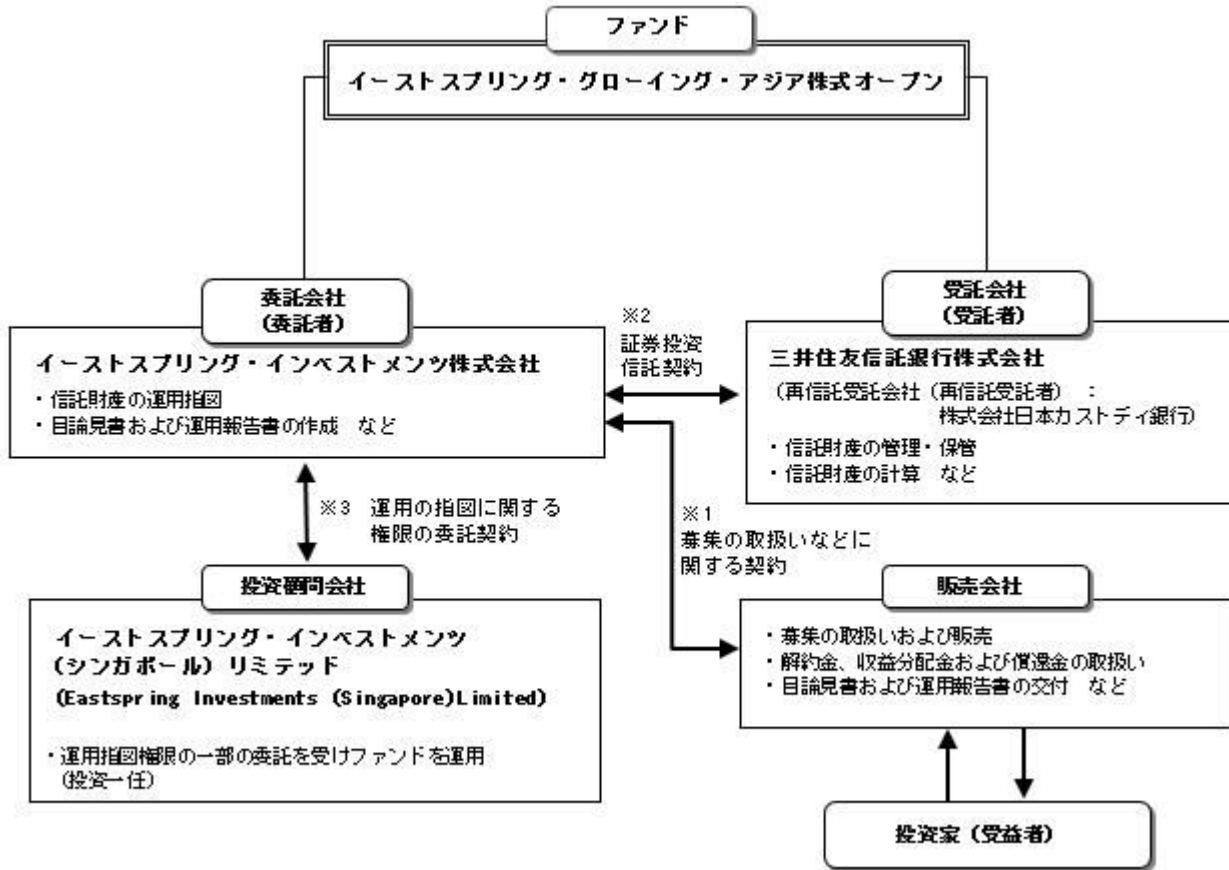 ファンド
イーストスプリング・グローイング・アジア株式オープン
委託会社
(委託者)
イーストスプリング・インベストメンツ株式会社
・信託財産の運用指図
・目論見書および運用報告書の作成　など
※2
証券投資
信託契約
受託会社
(受託者)
三井住友信託銀行株式会社
(再信託受託会社（再信託受託者）：
株式会社日本カストディ銀行)
・信託財産の管理・保管
・信託財産の計算　など
※3　運用の指図に関する
権限の委託契約
※1
募集の取扱いなどに
関する契約
投資顧問会社
イーストスプリング・インベストメンツ
(シンガポール) リミテッド
(Eastspring Investments (Singapore)Limited)
・運用指図権限の一部の委託を受けファンドを運用
(投資一任)
販売会社
・募集の取扱いおよび販売
・解約金、収益分配金および償還金の取扱い
・目論見書および運用報告書の交付　など
投資家（受益者）